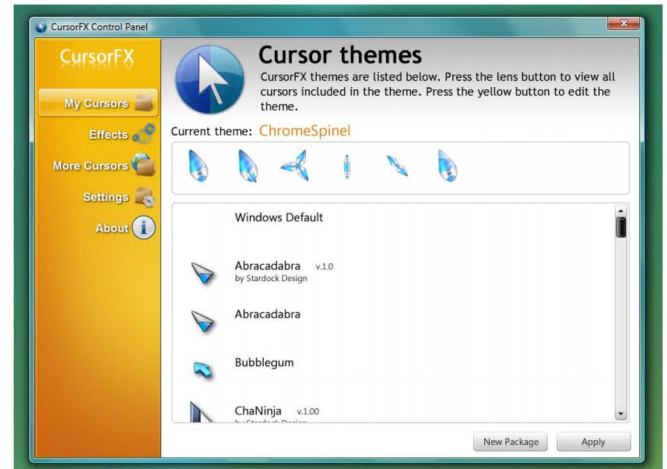 CursorFX Control Panel
CursorFX
My Cursors
Effects
More Cursors
Settings
About
Cursor themes
CursorFX themes are listed below. Press the lens button to view all
cursors included in the theme. Press the yellow button to edit the
theme.
Current theme: ChromeSpinel
Windows Default
Abracadabra v.1.0
by Stardock Design
Abracadabra
Bubblegum
ChaNinja v.1.00
by Stardock Design
New Package
Apply